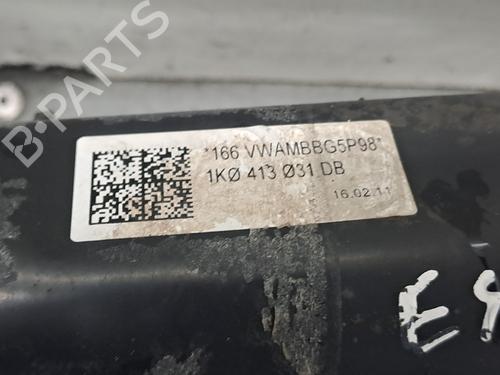 *166 VWAMBBG5P98*
1KØ 413 Ø31 DB
16.02.11
B-PARTS